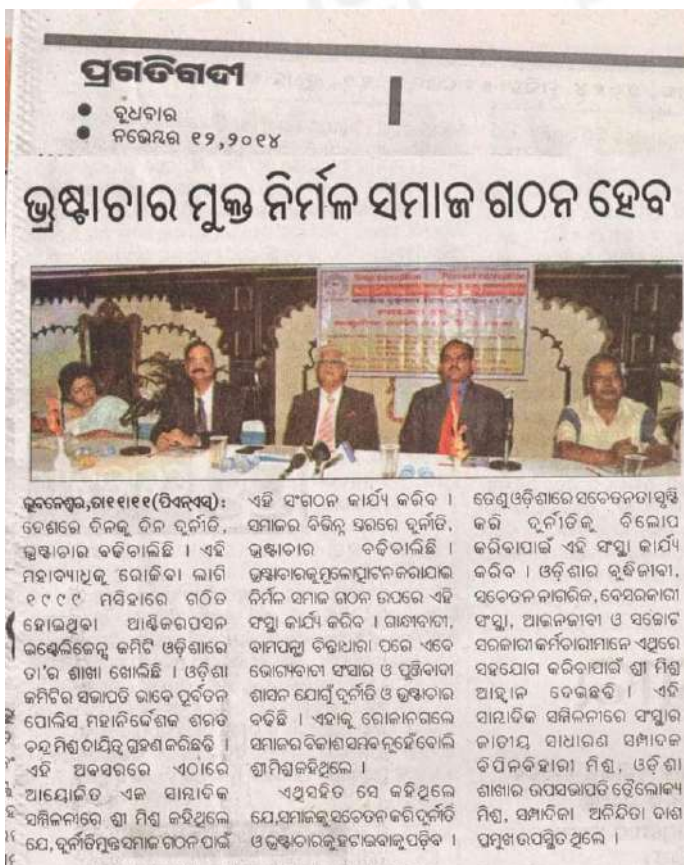 ପ୍ରଗତିବାଦୀ
ବୁଧବାର
ନଭେମ୍ବର ୧୨,୨୦୧୪
ଭ୍ରଷ୍ଟାଚାର ମୁକ୍ତ ନିର୍ମଳ ସମାଜ ଗଠନ ହେବ
ଭୁବନେଶ୍ୱର,ତା୧୧।୧୧(ପିଏନ୍ଏସ୍):
ଦେଶରେ ଦିନକୁ ଦିନ ଦୂର୍ନୀତି,
ଭ୍ରଷ୍ଟାଚାର ବଢିଚାଲିଛି । ଏହି
ମହାବ୍ୟାଧିକୁ ରୋକିବା ଲାଗି
୧୯୯୯ ମସିହାରେ ଗଠିତ
ହୋଇଥିବା ଆଣ୍ଟିକରପସନ
ଇଣ୍ଟେଲିଜେନ୍ସ କମିଟି ଓଡ଼ିଶାରେ
ତା'ର ଶାଖା ଖୋଲିଛି । ଓଡ଼ିଶା
କମିଟିର ସଭାପତି ଭାବେ ପୂର୍ବତନ
ପୋଲିସ ମହାନିର୍ଦ୍ଦେଶକ ଶରତ
ଚନ୍ଦ୍ର ମିଶ୍ର ଦାୟିତ୍ୱ ଗ୍ରହଣ କରିଛନ୍ତି ।
ଏହି ଅବସରରେ ଏଠାରେ
ଆୟୋଜିତ ଏକ ସାମ୍ବାଦିକ
ସମ୍ମିଳନୀରେ ଶ୍ରୀ ମିଶ୍ର କହିଥିଲେ
ଯେ, ଦୂର୍ନୀତିମୁକ୍ତ ସମାଜ ଗଠନ ପାଇଁ
ଏହି ସଂଗଠନ କାର୍ଯ୍ୟ କରିବ ।
ସମାଜର ବିଭିନ୍ନ ସ୍ତରରେ ଦୂର୍ନୀତି,
ଭ୍ରଷ୍ଟାଚାର ବଢିଚାଲିଛି ।
ଭ୍ରଷ୍ଟାଚାରକୁ ମୂଳୋତ୍ପାଟନ କରାଯାଇ
ନିର୍ମଳ ସମାଜ ଗଠନ ଉପରେ ଏହି
ସଂସ୍ଥା କାର୍ଯ୍ୟ କରିବ । ଗାନ୍ଧୀବାଦୀ,
ବାମପନ୍ଥୀ ଚିନ୍ତାଧାରା ପରେ ଏବେ
ଭୋଗ୍ୟବାଦୀ ସଂସାର ଓ ପୁଞ୍ଜିବାଦୀ
ଶାସନ ଯୋଗୁଁ ଦୂର୍ନୀତି ଓ ଭ୍ରଷ୍ଟାଚାର
ବଢିଛି । ଏହାକୁ ରୋକାନଗଲେ
ସମାଜର ବିକାଶ ସମ୍ଭବ ନୁହେଁ ବୋଲି
ଶ୍ରୀ ମିଶ୍ର କହିଥିଲେ ।
ଏଥିସହିତ ସେ କହିଥିଲେ
ଯେ,ସମାଜକୁ ସଚେତନ କରି ଦୂର୍ନୀତି
ଓ ଭ୍ରଷ୍ଟାଚାରକୁ ହଟାଇବାକୁ ପଡ଼ିବ ।
ତେଣୁ ଓଡ଼ିଶାରେ ସଚେତନତା ସୃଷ୍ଟି
କରି ଦୂର୍ନୀତିକୁ ବିଲୋପ
କରିବାପାଇଁ ଏହି ସଂସ୍ଥା କାର୍ଯ୍ୟ
କରିବ । ଓଡ଼ିଶାର ବୁଦ୍ଧିଜୀବୀ,
ସଚେତନ ନାଗରିକ, ବେସରକାରୀ
ସଂସ୍ଥା, ଆଇନଜୀବୀ ଓ ସଚ୍ଚୋଟ
ସରକାରୀ କର୍ମଚାରୀମାନେ ଏଥିରେ
ସହଯୋଗ କରିବାପାଇଁ ଶ୍ରୀ ମିଶ୍ର
ଆହ୍ୱାନ ଦେଇଛନ୍ତି । ଏହି
ସାମ୍ବାଦିକ ସମ୍ମିଳନୀରେ ସଂସ୍ଥାର
ଜାତୀୟ ସାଧାରଣ ସମ୍ପାଦକ
ବିପିନବିହାରୀ ମିଶ୍ର, ଓଡ଼ିଶା
ଶାଖାର ଉପସଭାପତି ତ୍ରୈଲୋକ୍ୟ
ମିଶ୍ର, ସମ୍ପାଦିକା ଅନିନ୍ଦିତା ଦାଶ
ପ୍ରମୁଖ ଉପସ୍ଥିତ ଥିଲେ ।